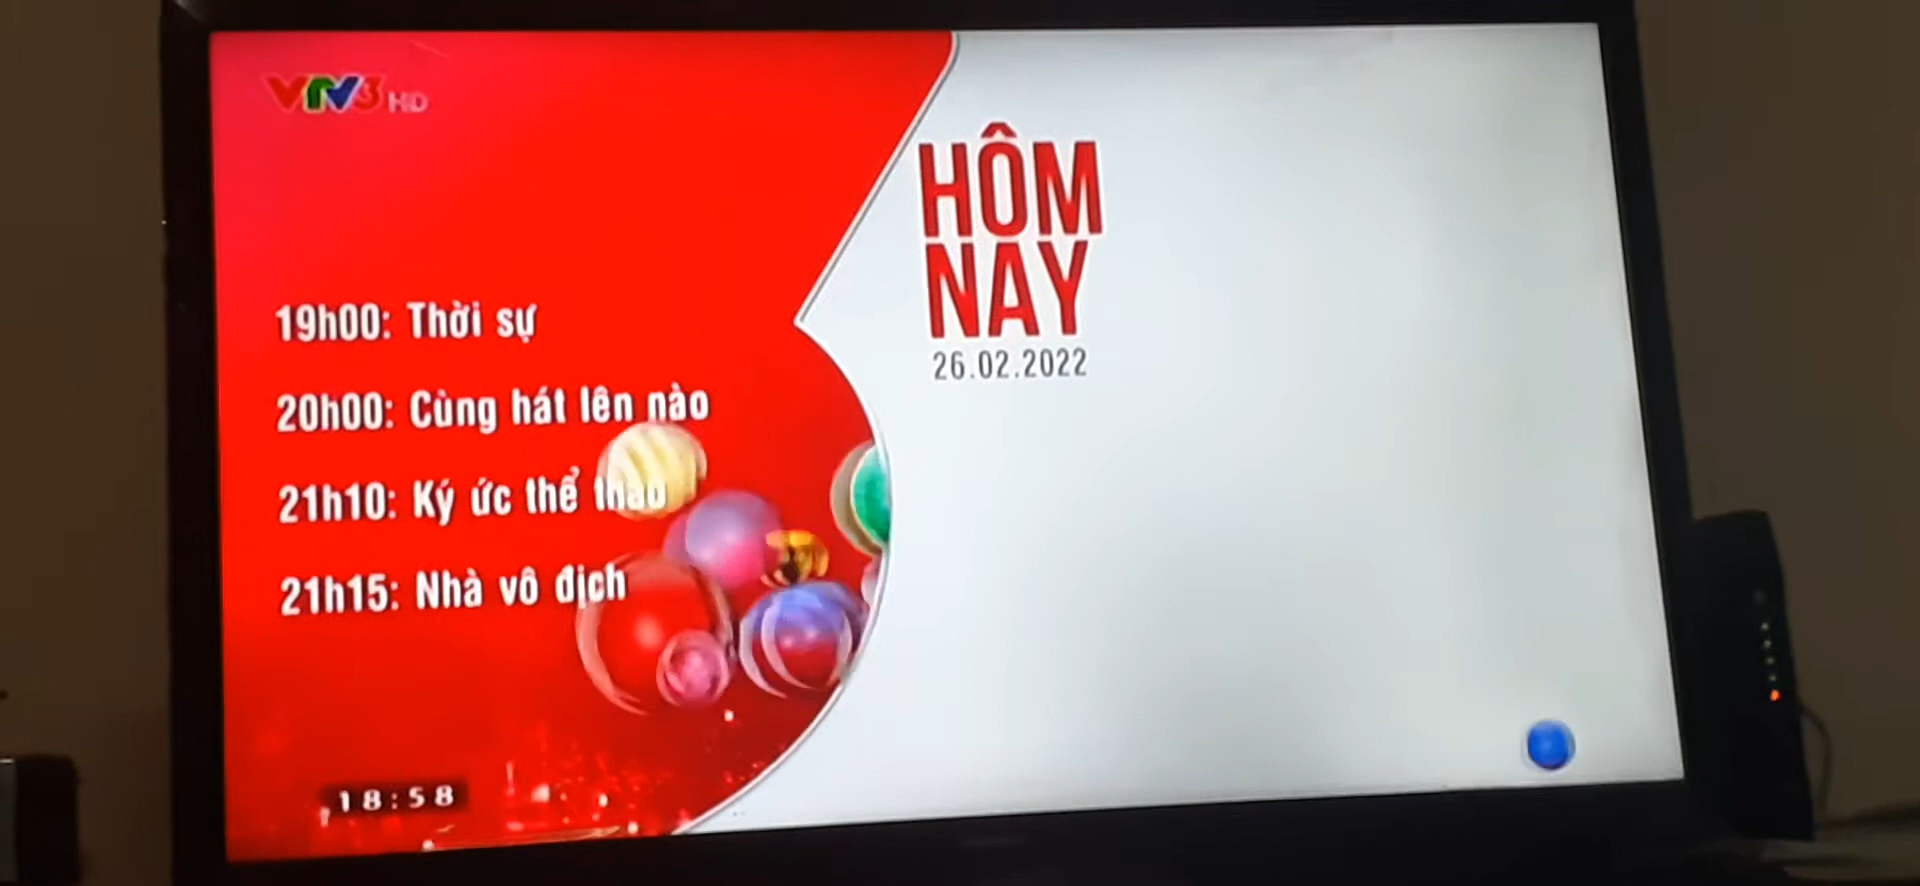 VTV3 HD
HÔM
NAY
26.02.2022
19h00: Thời sự
20h00: Cùng hát lên nào
21h10: Ký ức thể thao
21h15: Nhà vô địch
18:58